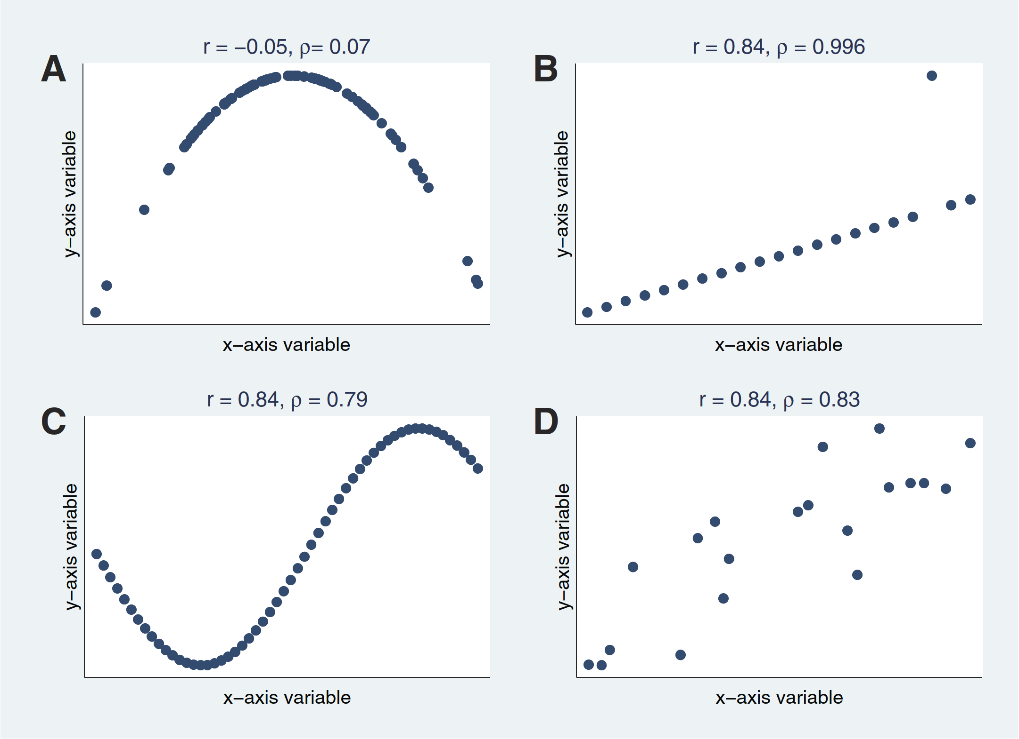 A
r = −0.05, ρ= 0.07
y−axis variable
x−axis variable
B
r = 0.84, ρ = 0.996
y−axis variable
x−axis variable
C
r = 0.84, ρ = 0.79
y−axis variable
x−axis variable
D
r = 0.84, ρ = 0.83
y−axis variable
x−axis variable